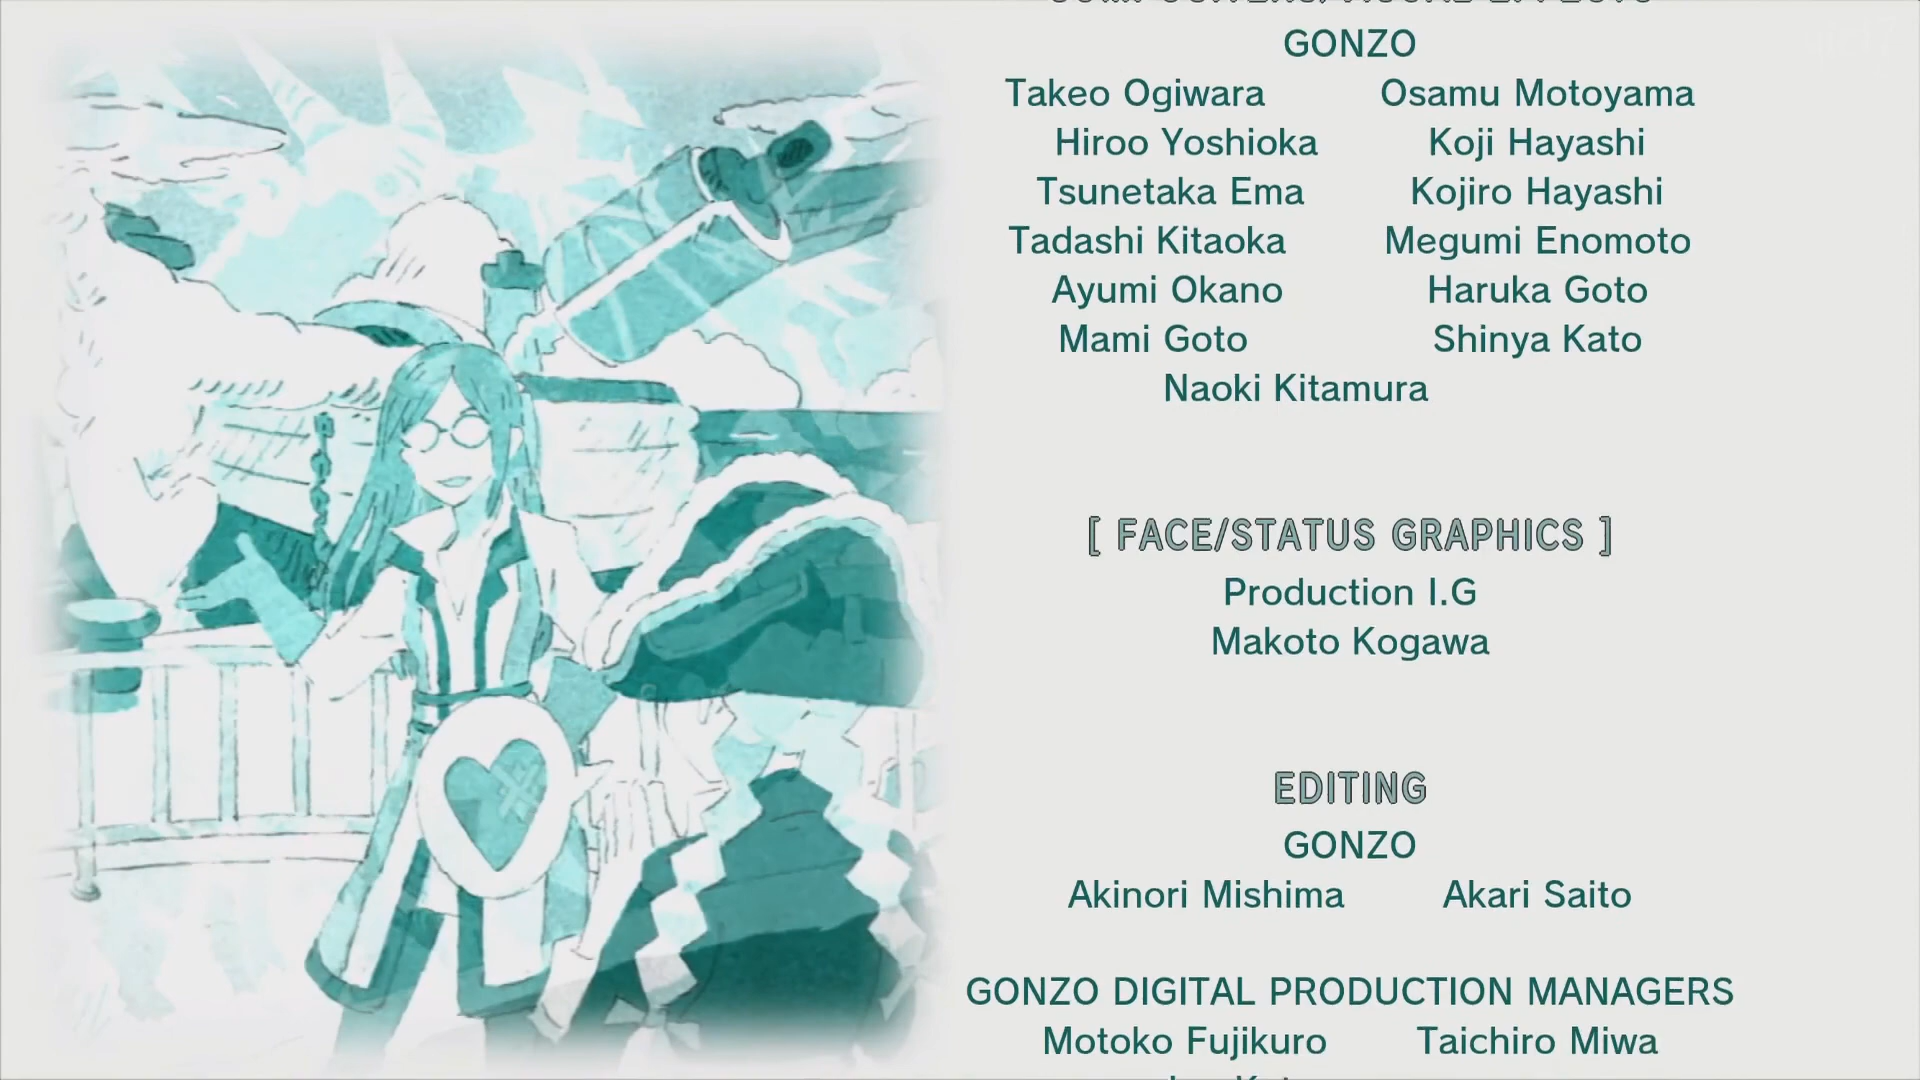 GONZO
Takeo Ogiwara Osamu Motoyama
Hiroo Yoshioka Koji Hayashi
Tsunetaka Ema Kojiro Hayashi
Tadashi Kitaoka Megumi Enomoto
Ayumi Okano Haruka Goto
Mami Goto Shinya Kato
Naoki Kitamura
[ FACE/STATUS GRAPHICS ]
Production I.G
Makoto Kogawa
EDITING
GONZO
Akinori Mishima Akari Saito
GONZO DIGITAL PRODUCTION MANAGERS
Motoko Fujikuro Taichiro Miwa